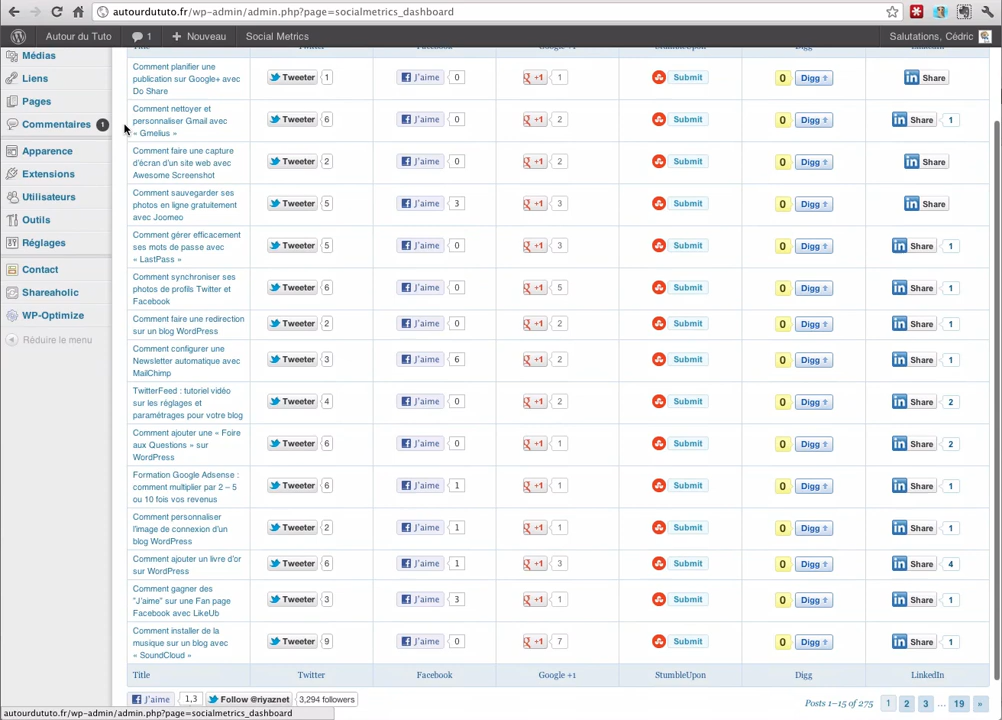 autourdututo.fr/wp-admin/admin.php?page=socialmetrics_dashboard
Autour du Tuto 1 + Nouveau Social Metrics Salutations, Cédric
Médias
Liens
Pages
Commentaires 1
Apparence
Extensions
Utilisateurs
Outils
Réglages
Contact
Shareaholic
WP-Optimize
Réduire le menu
Title Twitter Facebook Google +1 StumbleUpon Digg LinkedIn
Comment planifier une
publication sur Google+ avec
Do Share
Tweeter 1 J'aime 0 +1 1 Submit 0 Digg Share
Comment nettoyer et
personnaliser Gmail avec
« Gmelius »
Tweeter 6 J'aime 0 +1 2 Submit 0 Digg Share 1
Comment faire une capture
d'écran d'un site web avec
Awesome Screenshot
Tweeter 2 J'aime 0 +1 2 Submit 0 Digg Share
Comment sauvegarder ses
photos en ligne gratuitement
avec Joomeo
Tweeter 5 J'aime 3 +1 3 Submit 0 Digg Share
Comment gérer efficacement
ses mots de passe avec
« LastPass »
Tweeter 5 J'aime 0 +1 3 Submit 0 Digg Share 1
Comment synchroniser ses
photos de profils Twitter et
Facebook
Tweeter 6 J'aime 0 +1 5 Submit 0 Digg Share 1
Comment faire une redirection
sur un blog WordPress
Tweeter 2 J'aime 0 +1 2 Submit 0 Digg Share 1
Comment configurer une
Newsletter automatique avec
MailChimp
Tweeter 3 J'aime 6 +1 2 Submit 0 Digg Share 1
TwitterFeed : tutoriel vidéo
sur les réglages et
paramétrages pour votre blog
Tweeter 4 J'aime 0 +1 2 Submit 0 Digg Share 2
Comment ajouter une « Foire
aux Questions » sur
WordPress
Tweeter 6 J'aime 0 +1 1 Submit 0 Digg Share 2
Formation Google Adsense :
comment multiplier par 2 – 5
ou 10 fois vos revenus
Tweeter 6 J'aime 1 +1 1 Submit 0 Digg Share 1
Comment personnaliser
l'image de connexion d'un
blog WordPress
Tweeter 2 J'aime 1 +1 1 Submit 0 Digg Share 1
Comment ajouter un livre d'or
sur WordPress
Tweeter 6 J'aime 1 +1 3 Submit 0 Digg Share 4
Comment gagner des
"J'aime" sur une Fan page
Facebook avec LikeUb
Tweeter 3 J'aime 3 +1 1 Submit 0 Digg Share 1
Comment installer de la
musique sur un blog avec
« SoundCloud »
Tweeter 9 J'aime 0 +1 7 Submit 0 Digg Share 1
Title Twitter Facebook Google +1 StumbleUpon Digg LinkedIn
J'aime 1,3 Follow @riyaznet 3,294 followers Posts 1–15 of 275 1 2 3 ... 19 »
autourdututo.fr/wp-admin/admin.php?page=socialmetrics_dashboard